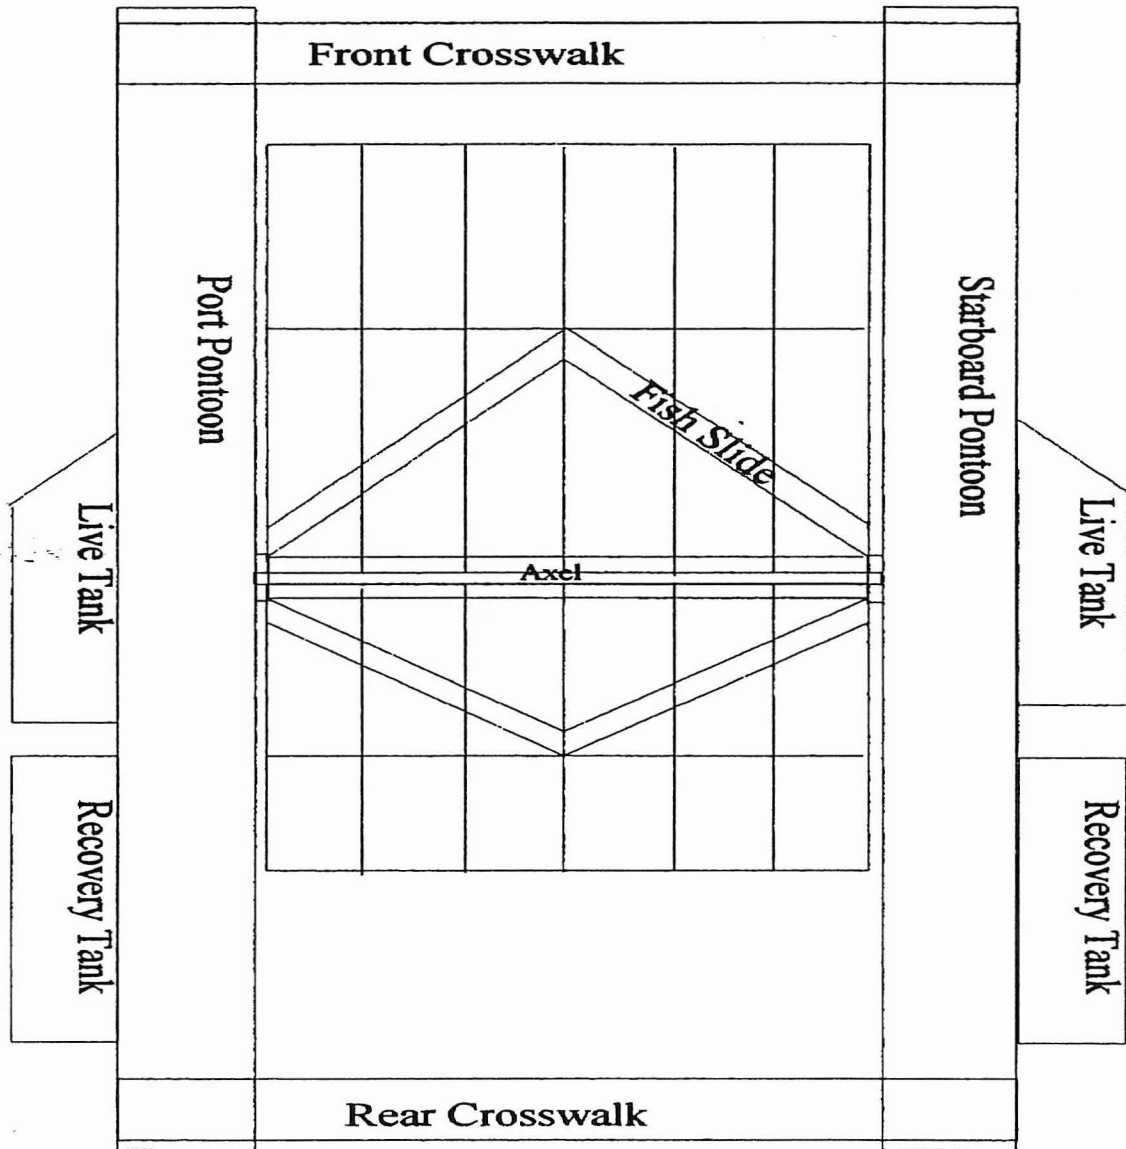 Front Crosswalk
Port Pontoon
Starboard Pontoon
Fish Slide
Live Tank
Live Tank
Axel
Recovery Tank
Recovery Tank
Rear Crosswalk